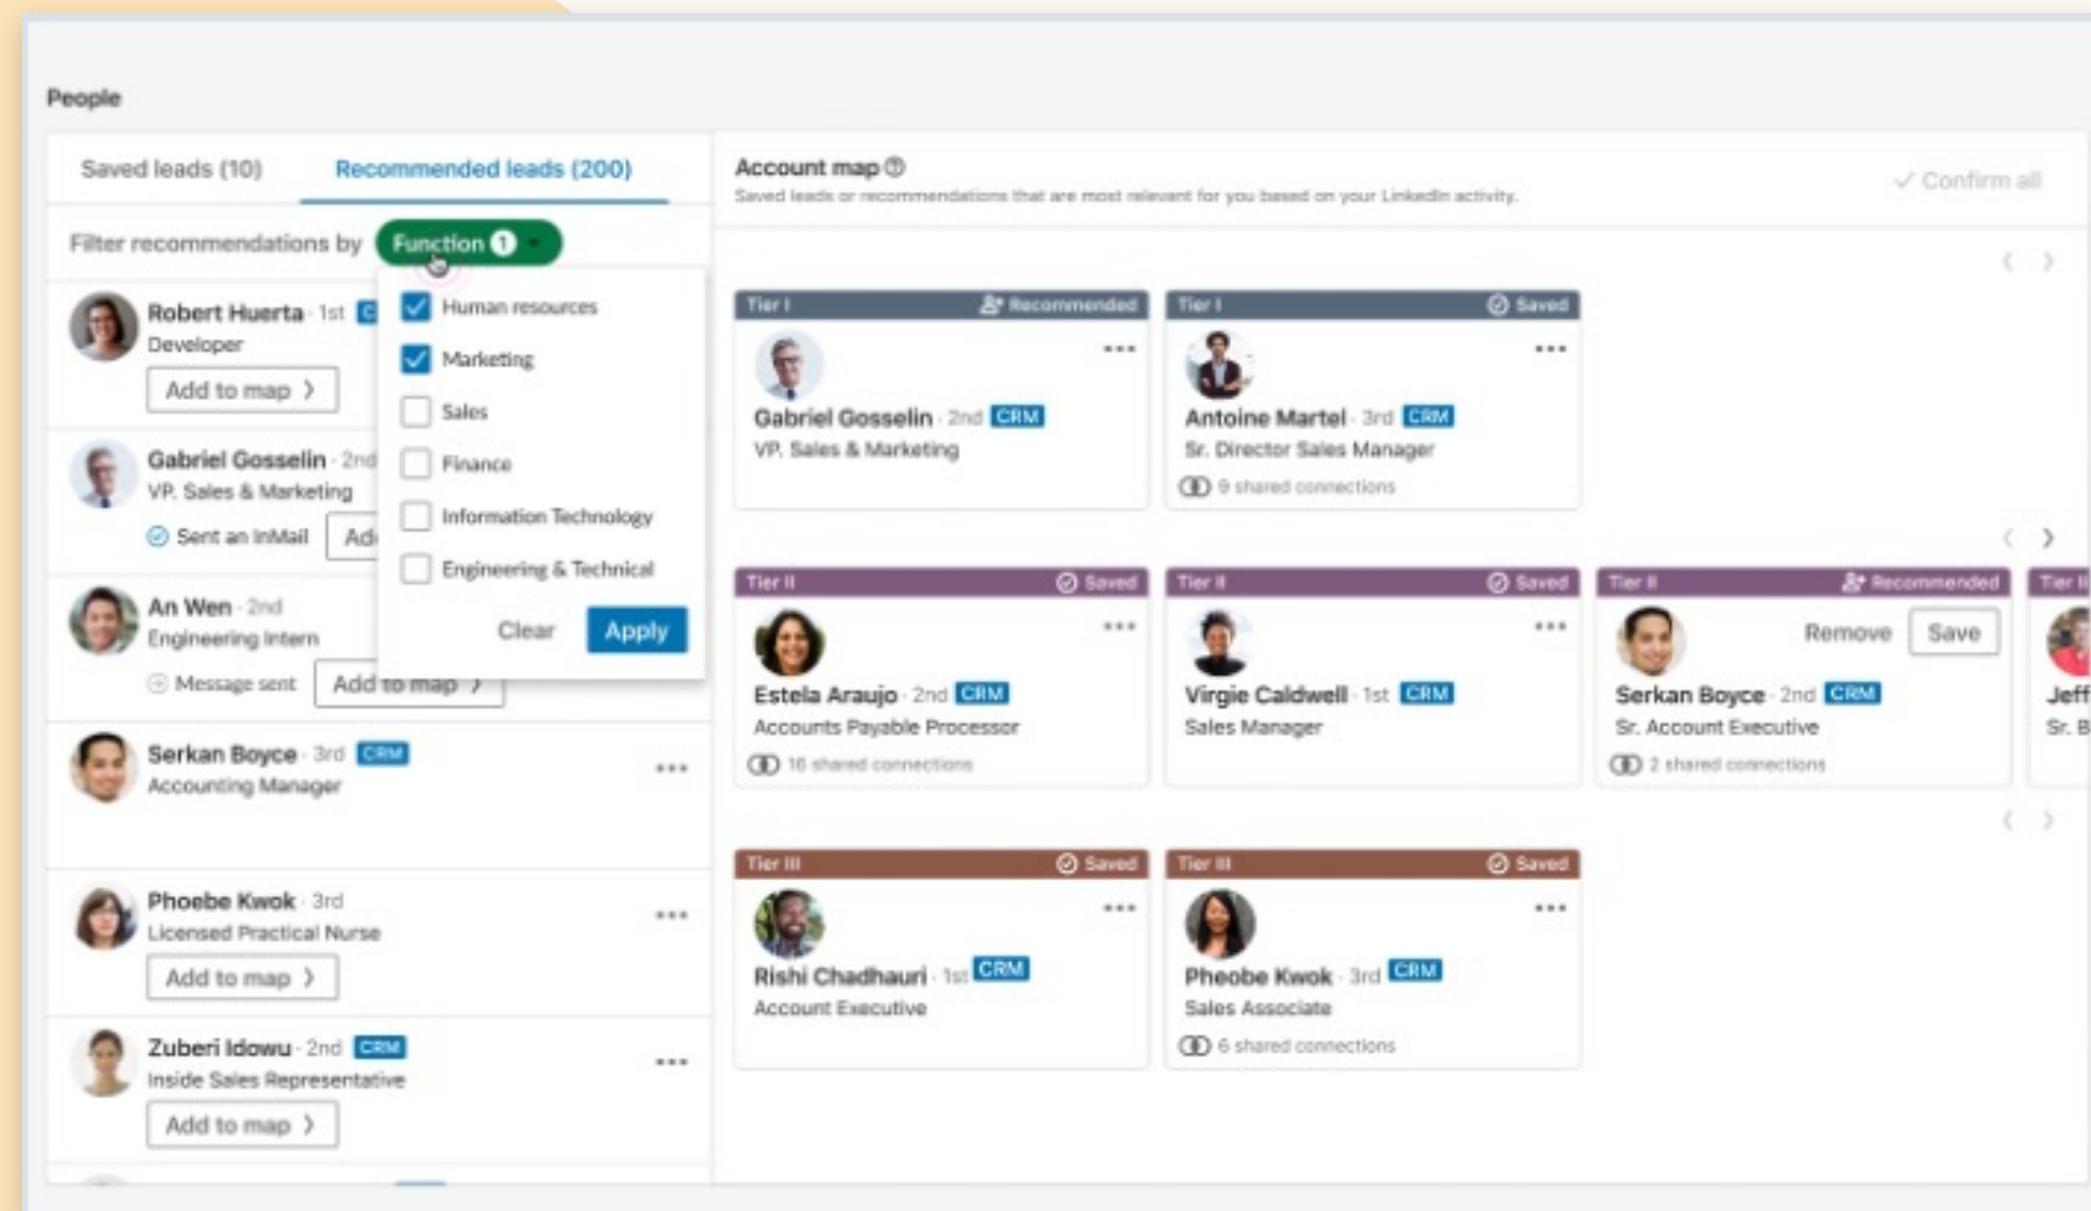 People
Saved leads (10)
Recommended leads (200)
Filter recommendations by
Function 1
Human resources
Marketing
Sales
Finance
Information Technology
Engineering & Technical
Clear
Apply
Robert Huerta · 1st
Developer
Add to map
Gabriel Gosselin · 2nd
VP. Sales & Marketing
Sent an InMail
An Wen · 2nd
Engineering Intern
Message sent
Add to map
Serkan Boyce · 3rd CRM
Accounting Manager
Phoebe Kwok · 3rd
Licensed Practical Nurse
Add to map
Zuberi Idowu · 2nd CRM
Inside Sales Representative
Add to map
Account map
Saved leads or recommendations that are most relevant for you based on your LinkedIn activity.
Confirm all
Tier I Recommended
Gabriel Gosselin · 2nd CRM
VP. Sales & Marketing
Tier I Saved
Antoine Martel · 3rd CRM
Sr. Director Sales Manager
9 shared connections
Tier II Saved
Estela Araujo · 2nd CRM
Accounts Payable Processor
16 shared connections
Tier II Saved
Virgie Caldwell · 1st CRM
Sales Manager
Tier II Recommended
Remove
Save
Serkan Boyce · 2nd CRM
Sr. Account Executive
2 shared connections
Tier II
Jeff
Sr. B
Tier III Saved
Rishi Chadhauri · 1st CRM
Account Executive
Tier III Saved
Pheobe Kwok · 3rd CRM
Sales Associate
6 shared connections